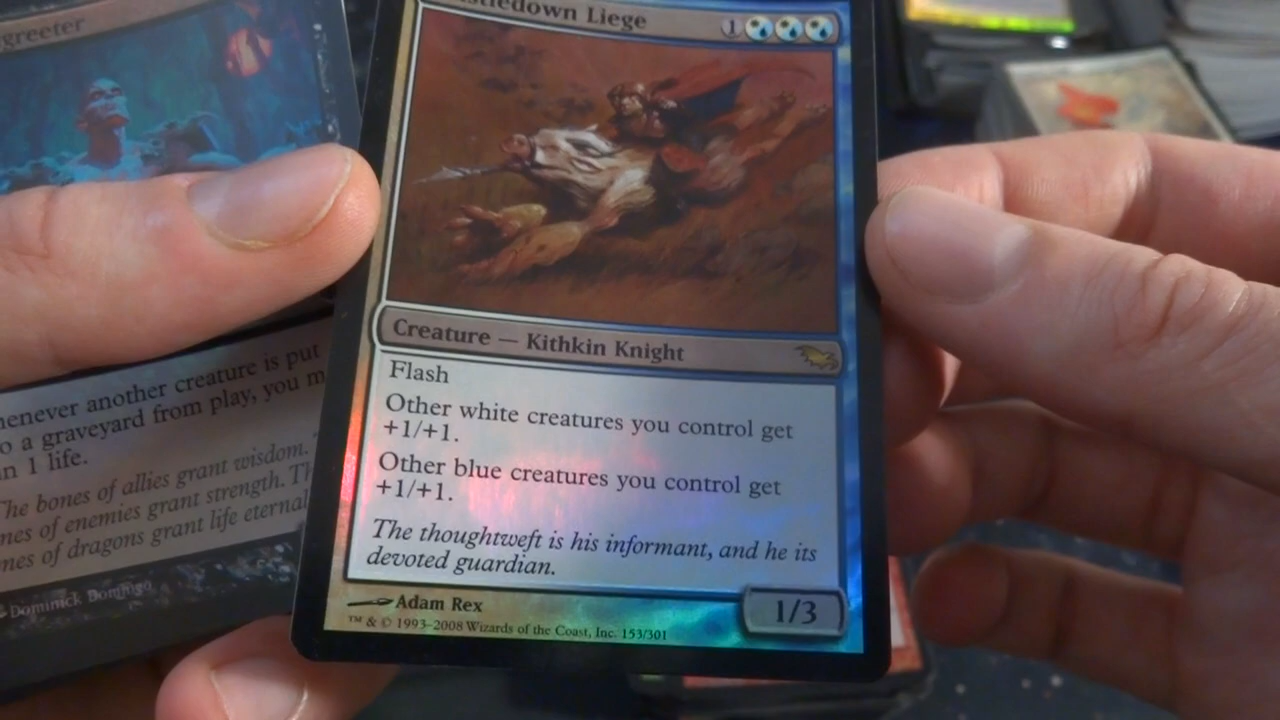 greeter
stledown Liege
1
Creature — Kithkin Knight
Flash
Other white creatures you control get
+1/+1.
Other blue creatures you control get
+1/+1.
The thoughtweft is his informant, and he its
devoted guardian.
1/3
Adam Rex
™ & © 1993–2008 Wizards of the Coast, Inc. 153/301
henever another creature is put
o a graveyard from play, you m
n 1 life.
The bones of allies grant wisdom.
nes of enemies grant strength. Th
nes of dragons grant life eternal
Dominick Domingo